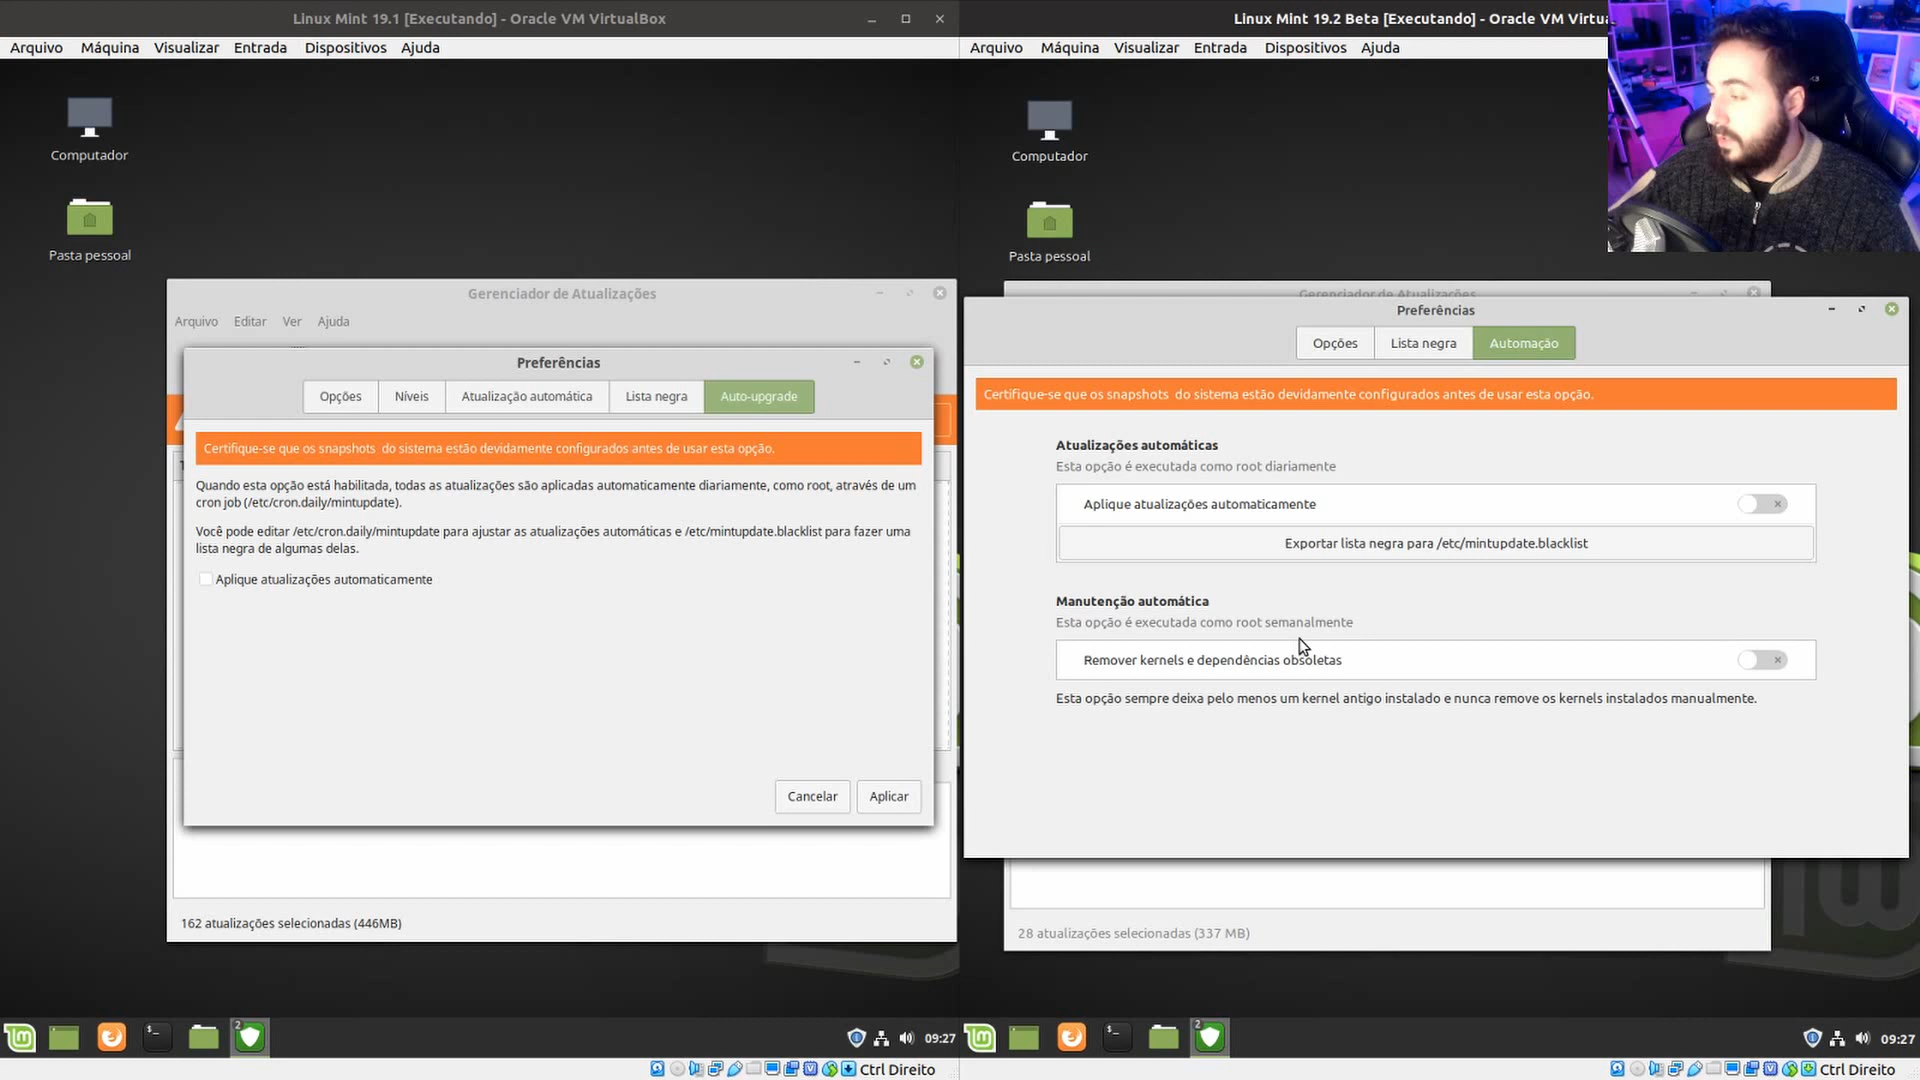 Linux Mint 19.1 [Executando] - Oracle VM VirtualBox
Arquivo Máquina Visualizar Entrada Dispositivos Ajuda
Computador
Pasta pessoal
Gerenciador de Atualizações
Arquivo Editar Ver Ajuda
Preferências
Opções Níveis Atualização automática Lista negra Auto-upgrade
Certifique-se que os snapshots do sistema estão devidamente configurados antes de usar esta opção.
Quando esta opção está habilitada, todas as atualizações são aplicadas automaticamente diariamente, como root, através de um
cron job (/etc/cron.daily/mintupdate).
Você pode editar /etc/cron.daily/mintupdate para ajustar as atualizações automáticas e /etc/mintupdate.blacklist para fazer uma
lista negra de algumas delas.
Aplique atualizações automaticamente
Cancelar Aplicar
162 atualizações selecionadas (446MB)
2
09:27
Ctrl Direito
Linux Mint 19.2 Beta [Executando] - Oracle VM
Arquivo Máquina Visualizar Entrada Dispositivos Ajuda
Computador
Pasta pessoal
Gerenciador de Atualizações
Preferências
Opções Lista negra Automação
Certifique-se que os snapshots do sistema estão devidamente configurados antes de usar esta opção.
Atualizações automáticas
Esta opção é executada como root diariamente
Aplique atualizações automaticamente
Exportar lista negra para /etc/mintupdate.blacklist
Manutenção automática
Esta opção é executada como root semanalmente
Remover kernels e dependências obsoletas
Esta opção sempre deixa pelo menos um kernel antigo instalado e nunca remove os kernels instalados manualmente.
28 atualizações selecionadas (337 MB)
2
09:27
Ctrl Direito